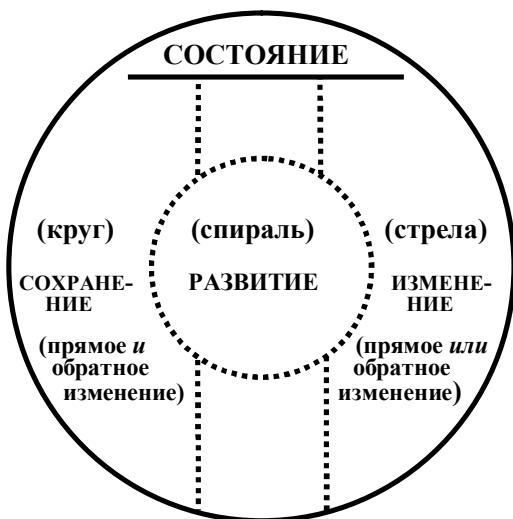 СОСТОЯНИЕ
(круг)
СОХРАНЕ-
НИЕ
(прямое и
обратное
изменение)
(спираль)
РАЗВИТИЕ
(стрела)
ИЗМЕНЕ-
НИЕ
(прямое или
обратное
изменение)